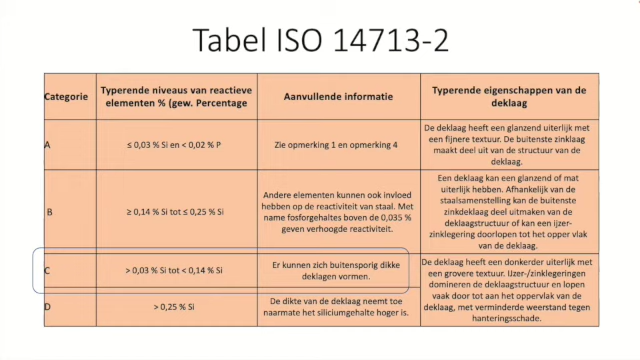 Tabel ISO 14713-2
Categorie
Typerende niveaus van reactieve
elementen % (gew. Percentage
Aanvullende informatie
Typerende eigenschappen van de
deklaag
A
≤ 0,03 % Si en < 0,02 % P
Zie opmerking 1 en opmerking 4
De deklaag heeft een glanzend uiterlijk met
een fijnere textuur. De buitenste zinklaag
maakt deel uit van de structuur van de
deklaag.
B
≥ 0,14 % Si tot ≤ 0,25 % Si
Andere elementen kunnen ook invloed
hebben op de reactiviteit van staal. Met
name fosforgehaltes boven de 0,035 %
geven verhoogde reactiviteit.
Een deklaag kan een glanzend of mat
uiterlijk hebben. Afhankelijk van de
staalsamenstelling kan de buitenste
zinkdeklaag deel uitmaken van de
deklaagstructuur of kan een ijzer-
zinklegering doorlopen tot het opper vlak
van de deklaag.
C
> 0,03 % Si tot < 0,14 % Si
Er kunnen zich buitensporig dikke
deklagen vormen.
De deklaag heeft een donkerder uiterlijk met
een grovere textuur. IJzer-/zinklegeringen
domineren de deklaagstructuur en lopen
vaak door tot aan het oppervlak van de
deklaag, met verminderde weerstand tegen
hanteringsschade.
D
> 0,25 % Si
De dikte van de deklaag neemt toe
naarmate het siliciumgehalte hoger is.